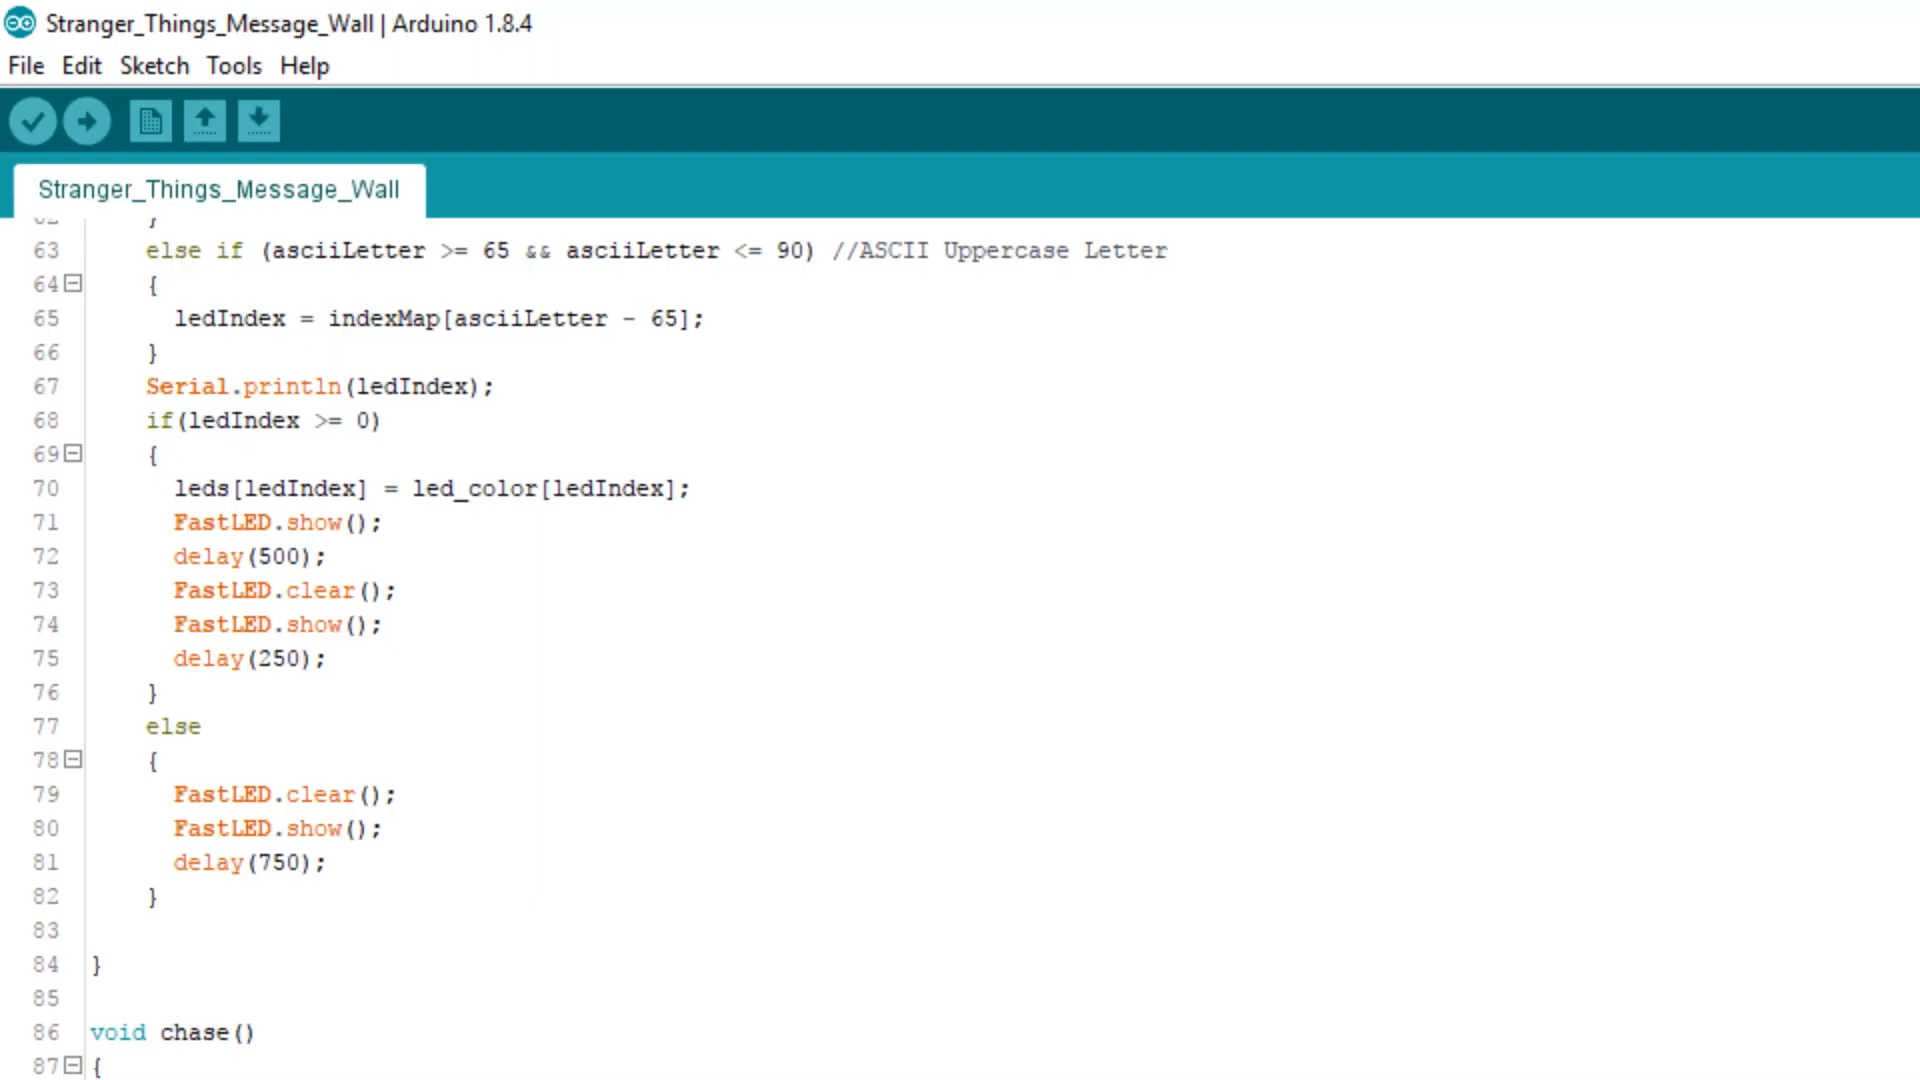 Stranger_Things_Message_Wall | Arduino 1.8.4
File Edit Sketch Tools Help
Stranger_Things_Message_Wall
62 }
63 else if (asciiLetter >= 65 && asciiLetter <= 90) //ASCII Uppercase Letter
64 {
65 ledIndex = indexMap[asciiLetter - 65];
66 }
67 Serial.println(ledIndex);
68 if(ledIndex >= 0)
69 {
70 leds[ledIndex] = led_color[ledIndex];
71 FastLED.show();
72 delay(500);
73 FastLED.clear();
74 FastLED.show();
75 delay(250);
76 }
77 else
78 {
79 FastLED.clear();
80 FastLED.show();
81 delay(750);
82 }
83
84 }
85
86 void chase()
87 {